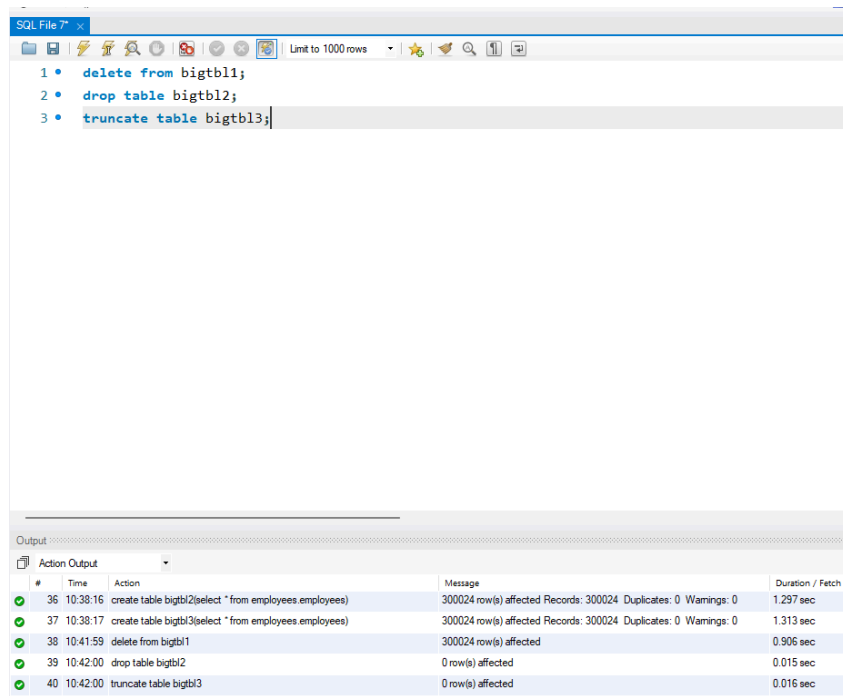 SQL File 7* ×
Limit to 1000 rows
1 delete from bigtbl1;
2 drop table bigtbl2;
3 truncate table bigtbl3;
Output
Action Output
# Time Action Message Duration / Fetch
36 10:38:16 create table bigtbl2(select * from employees.employees) 300024 row(s) affected Records: 300024 Duplicates: 0 Warnings: 0 1.297 sec
37 10:38:17 create table bigtbl3(select * from employees.employees) 300024 row(s) affected Records: 300024 Duplicates: 0 Warnings: 0 1.313 sec
38 10:41:59 delete from bigtbl1 300024 row(s) affected 0.906 sec
39 10:42:00 drop table bigtbl2 0 row(s) affected 0.015 sec
40 10:42:00 truncate table bigtbl3 0 row(s) affected 0.016 sec